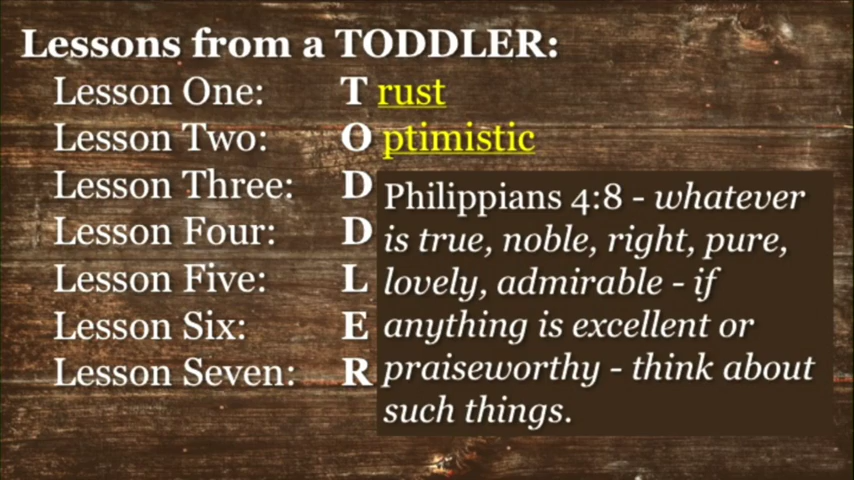 Lessons from a TODDLER:
Lesson One: T rust
Lesson Two: O ptimistic
Lesson Three: D
Lesson Four: D
Lesson Five: L
Lesson Six: E
Lesson Seven: R
Philippians 4:8 - whatever
is true, noble, right, pure,
lovely, admirable - if
anything is excellent or
praiseworthy - think about
such things.